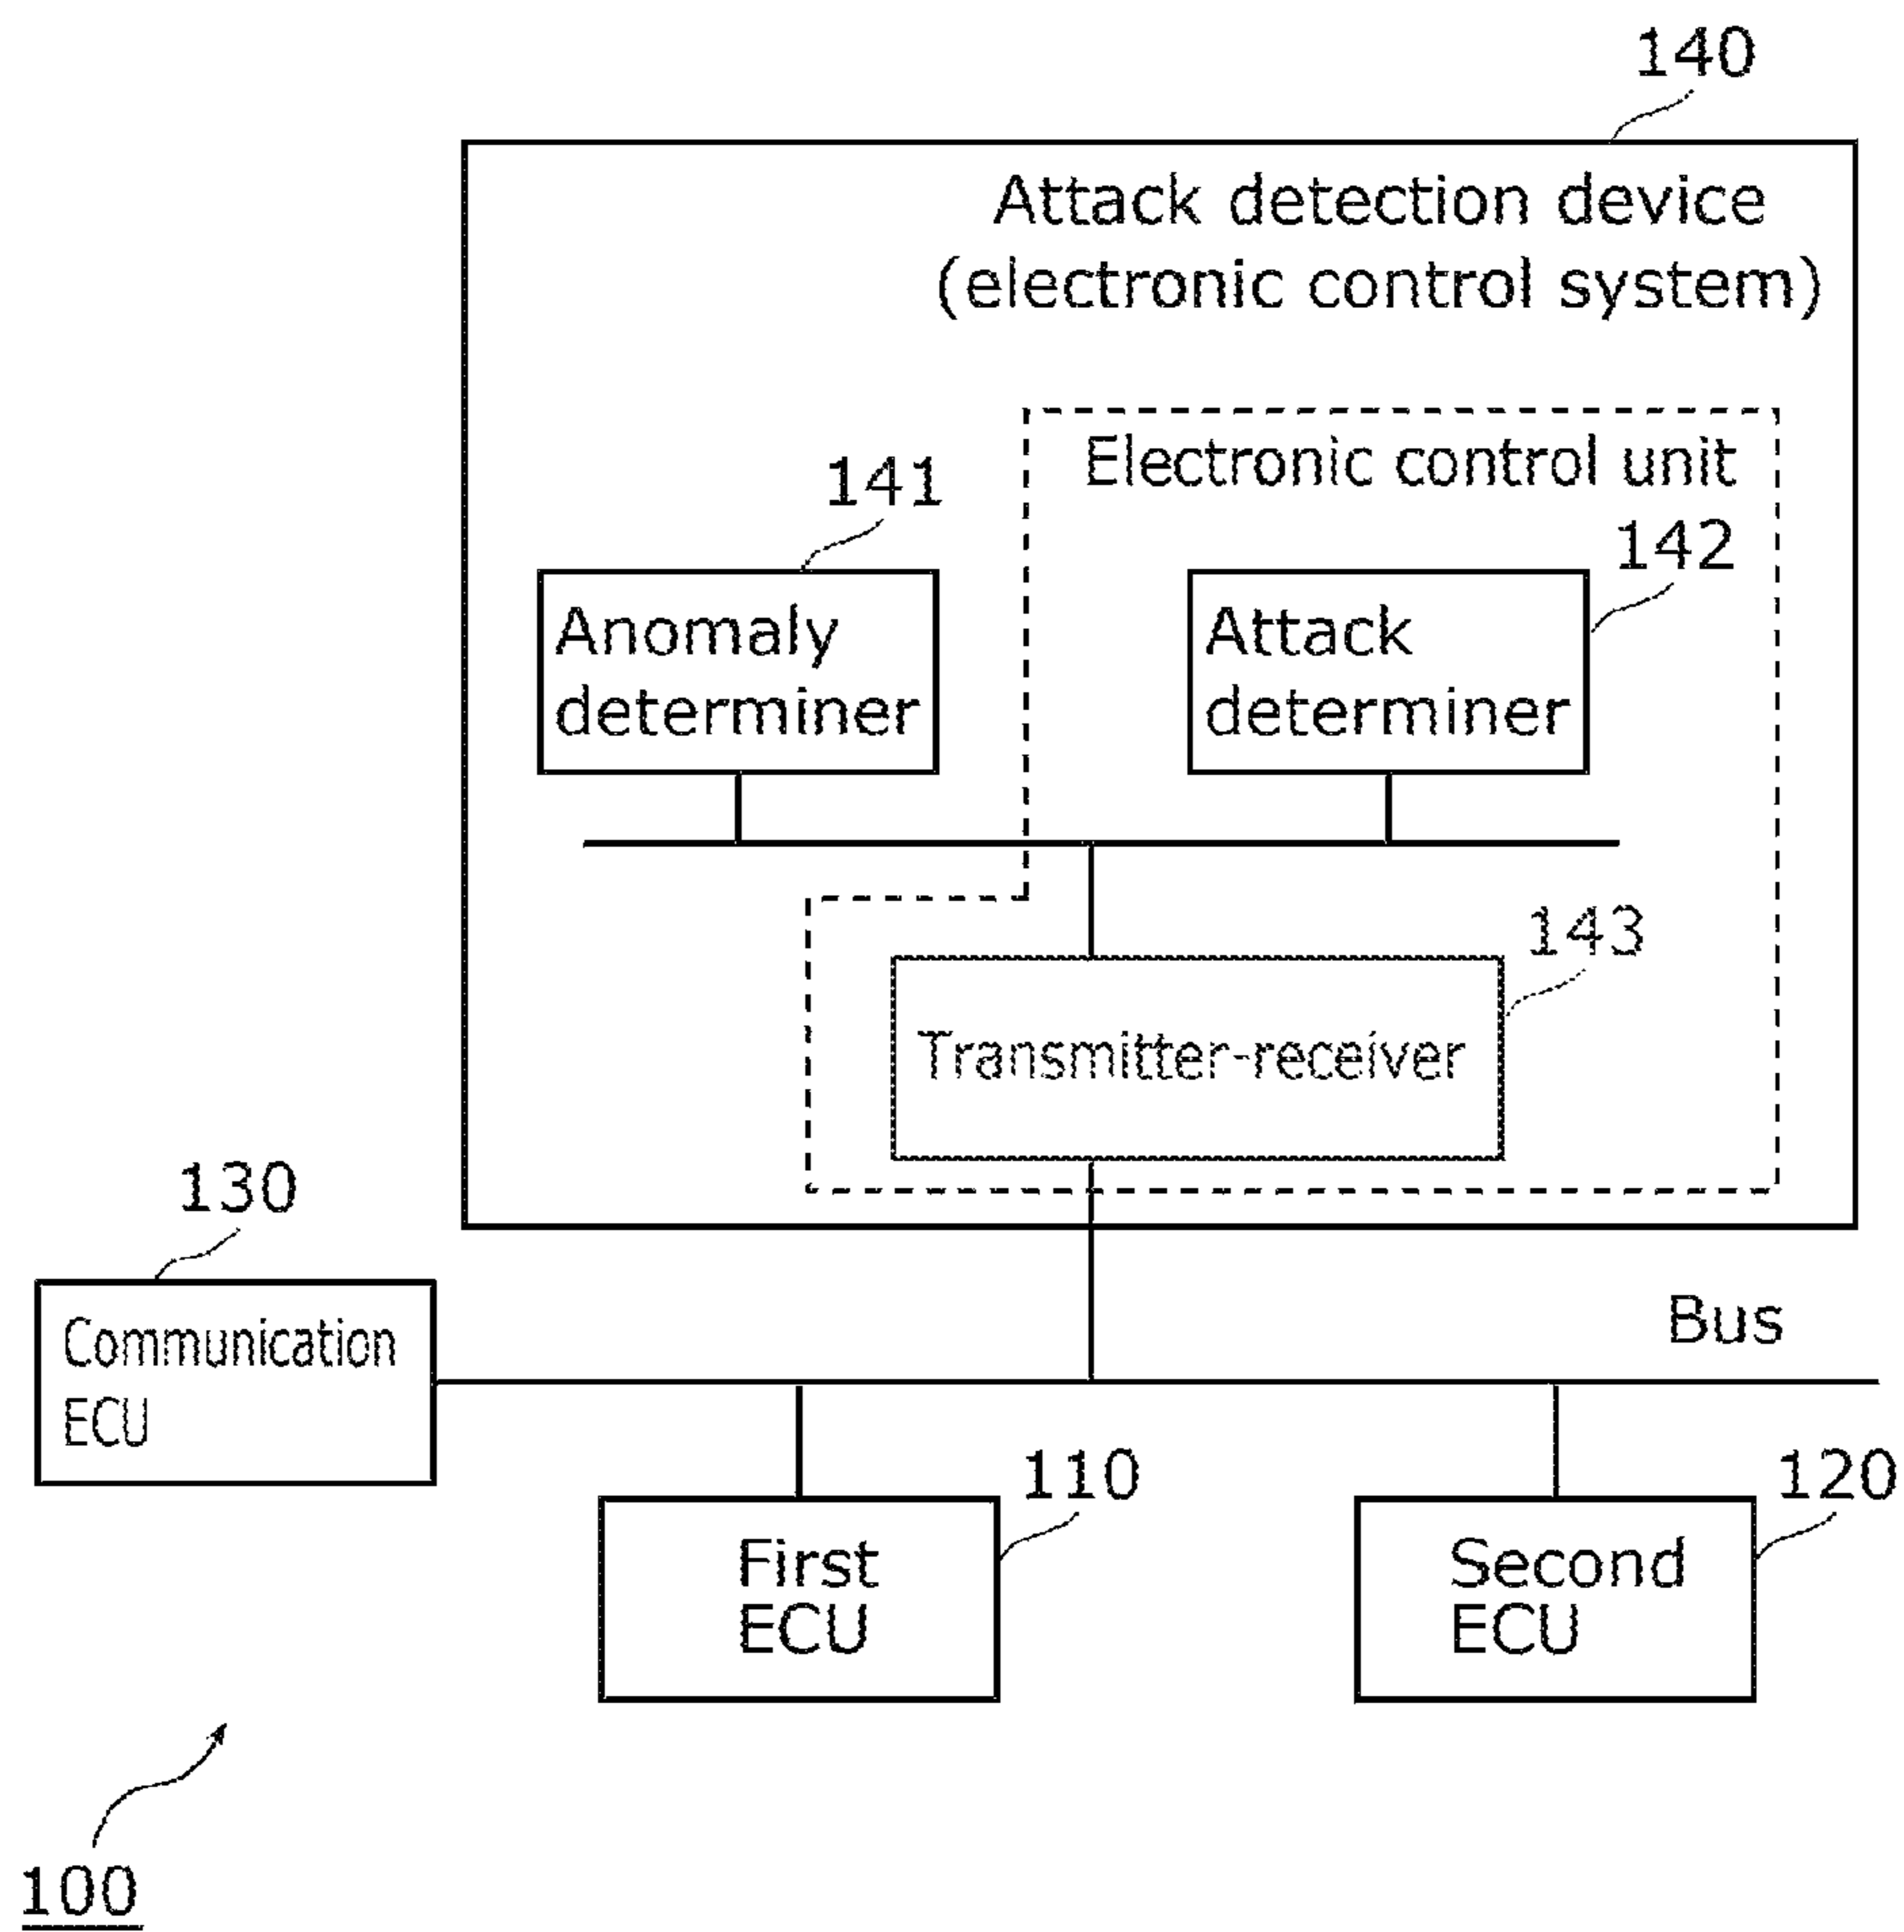 140
Attack detection device
(electronic control system)
Electronic control unit
141
142
Anomaly
determiner
Attack
determiner
143
Transmitter-receiver
130
Communication
ECU
Bus
110
120
First
ECU
Second
ECU
100